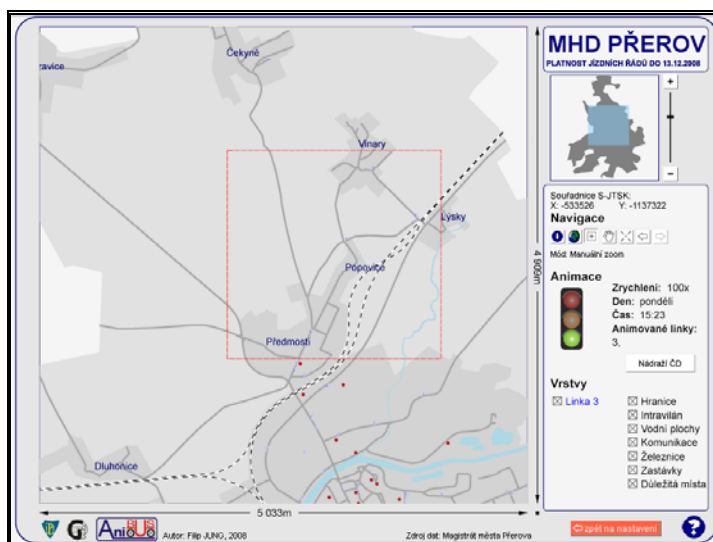 MHD PŘEROV
PLATNOST JÍZDNÍCH ŘÁDŮ DO 13.12.2008
Čekyně
zravice
Vinary
Lýsky
Popovice
Předmostí
Dluhonice
4 909m
5 033m
+
−
Souřadnice S-JTSK:
X: -533526 Y: -1137322
Navigace
Mód: Manuální zoom
Animace
Zrychlení: 100x
Den: pondělí
Čas: 15:23
Animované linky:
3,
Nádraží ČD
Vrstvy
Linka 3
Hranice
Intravilán
Vodní plochy
Komunikace
Železnice
Zastávky
Důležitá místa
Autor: Filip JUNG, 2008
Zdroj dat: Magistrát města Přerova
zpět na nastavení
?